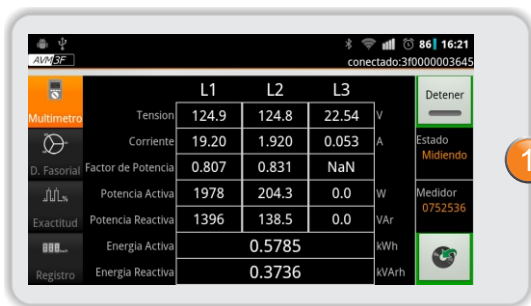 86 16:21
AVM 3F
conectado:3f0000003645
L1 L2 L3
Multimetro
Tension 124.9 124.8 22.54 V
Detener
Corriente 19.20 1.920 0.053 A
Estado
Midiendo
D. Fasorial
Factor de Potencia 0.807 0.831 NaN
Potencia Activa 1978 204.3 0.0 W
Medidor
0752536
Exactitud
Potencia Reactiva 1396 138.5 0.0 VAr
Energia Activa 0.5785 kWh
Registro
Energia Reactiva 0.3736 kVArh
1